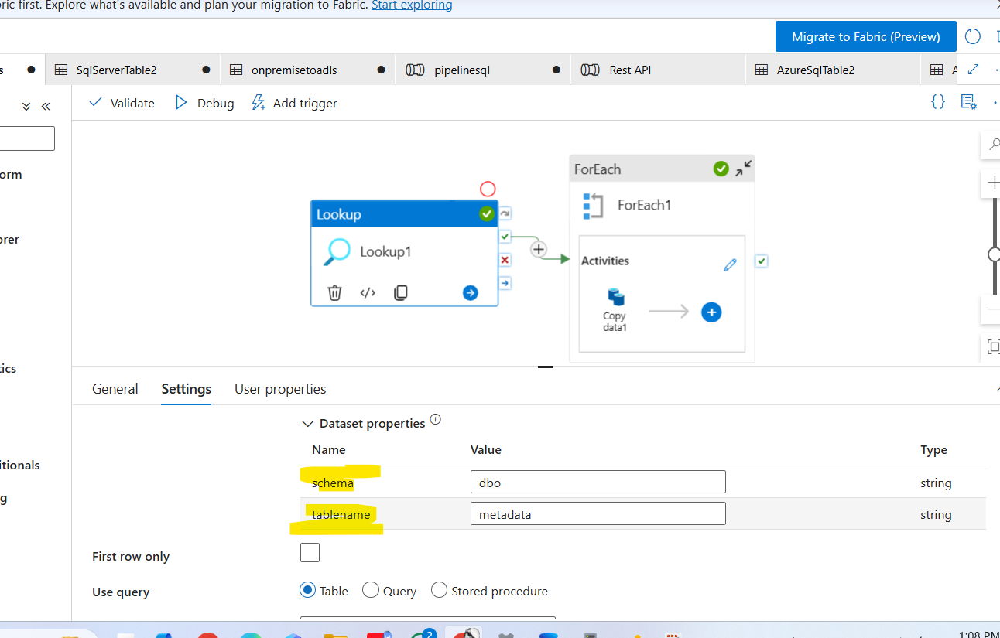 ric first. Explore what's available and plan your migration to Fabric. Start exploring
Migrate to Fabric (Preview)
s SqlServerTable2 onpremisetoadls pipelinesql Rest API AzureSqlTable2 A
Validate Debug Add trigger {}
orm
orer
tics
itionals
g
ForEach
ForEach1
Activities
Copy
data1
Lookup
Lookup1
General Settings User properties
Dataset properties
Name Value Type
schema dbo string
tablename metadata string
First row only
Use query Table Query Stored procedure
2
1:08 PM